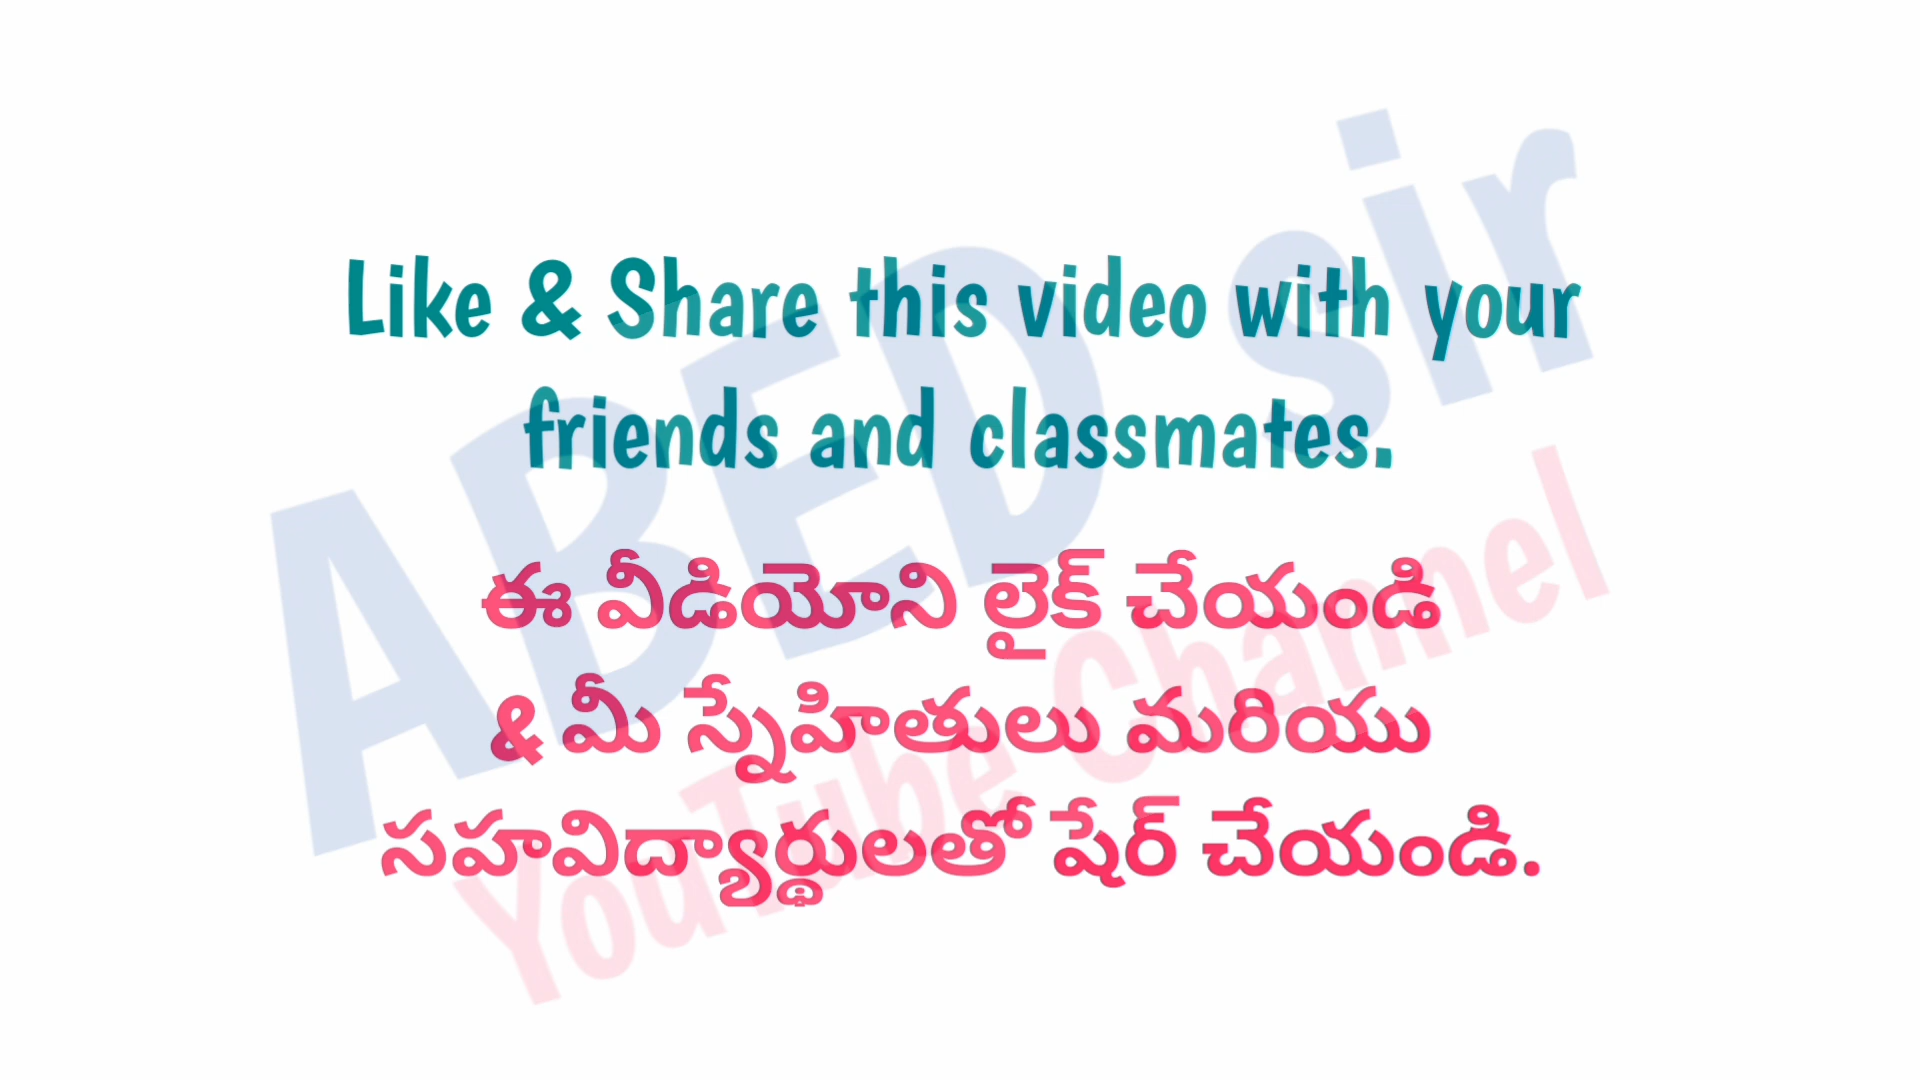 Like & Share this video with your
friends and classmates.
ఈ వీడియోని లైక్ చేయండి
& మీ స్నేహితులు మరియు
సహవిద్యార్థులతో షేర్ చేయండి.
ABED sir
YouTube Channel